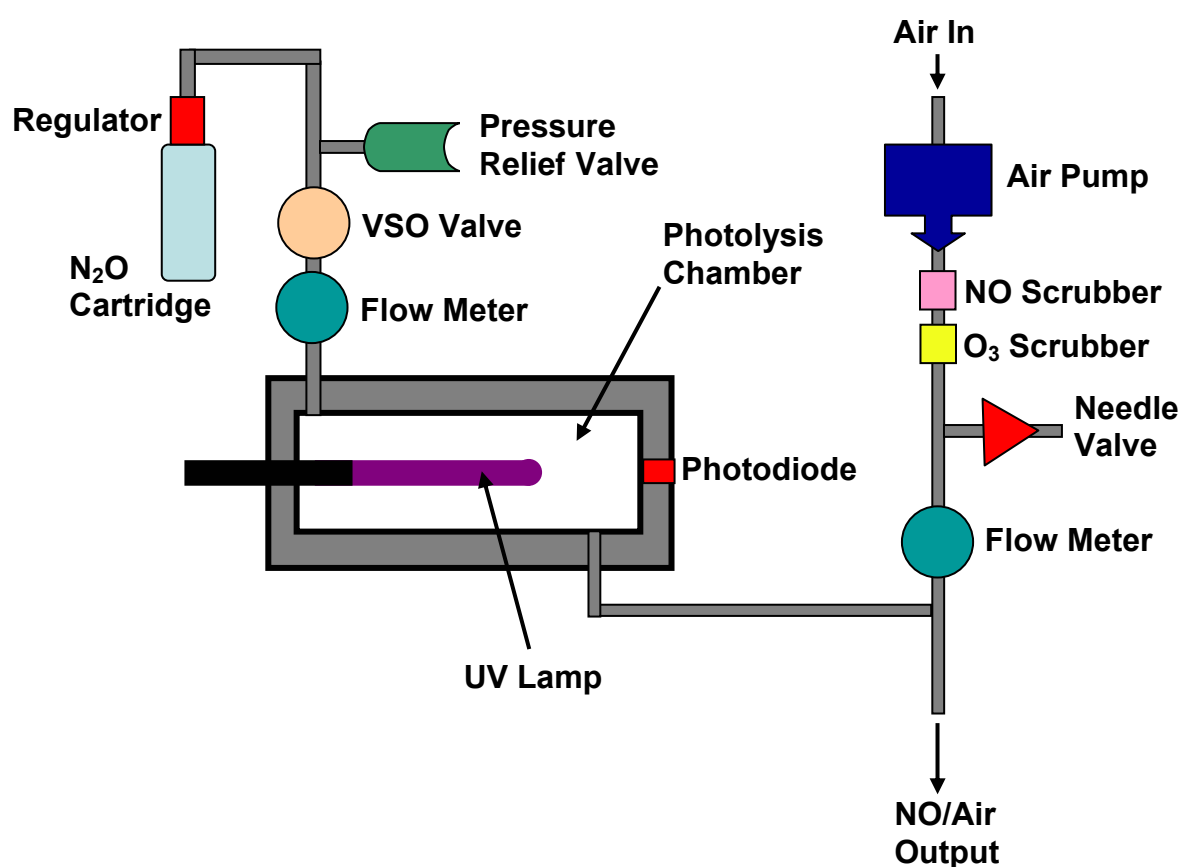 Air In
Regulator
Pressure
Relief Valve
Air Pump
VSO Valve
Photolysis
Chamber
N₂O
Cartridge
Flow Meter
NO Scrubber
O₃ Scrubber
Needle
Valve
Photodiode
Flow Meter
UV Lamp
NO/Air
Output